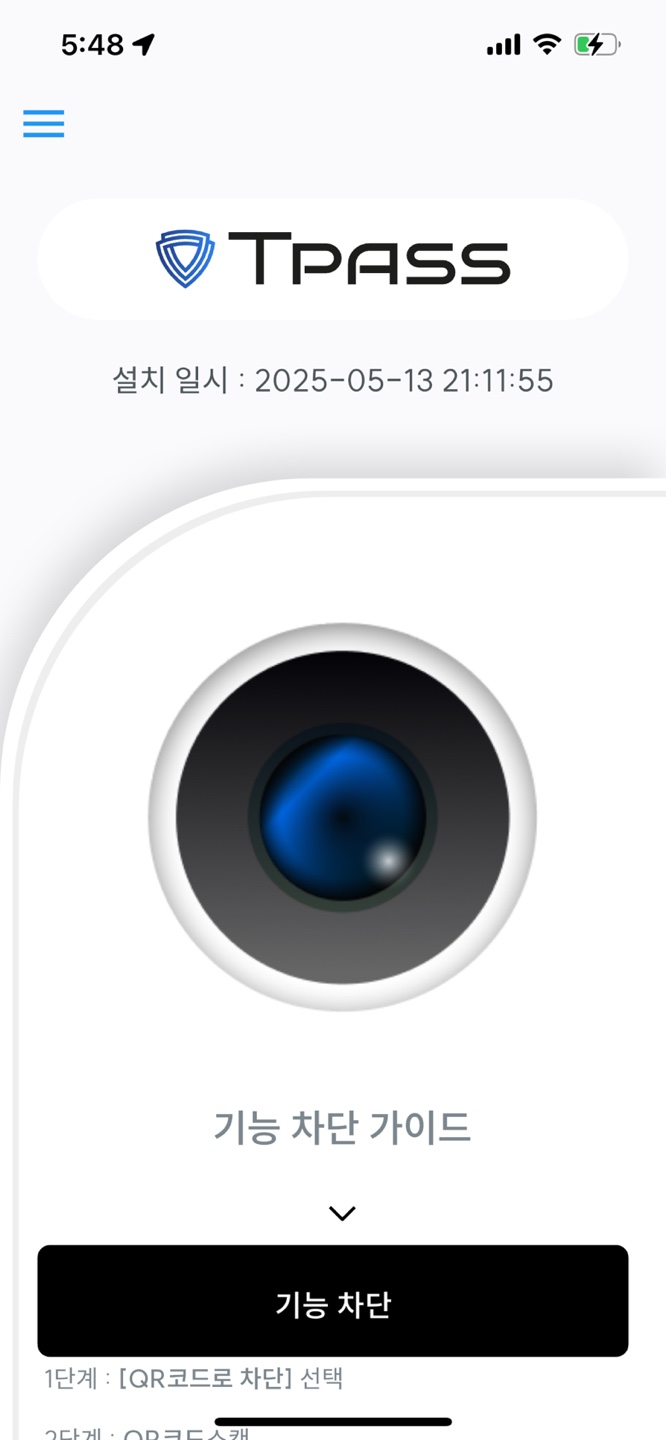 5:48
TPASS
설치 일시 : 2025-05-13 21:11:55
기능 차단 가이드
기능 차단
1단계 : [QR코드로 차단] 선택
2단계 : QR코드스캔